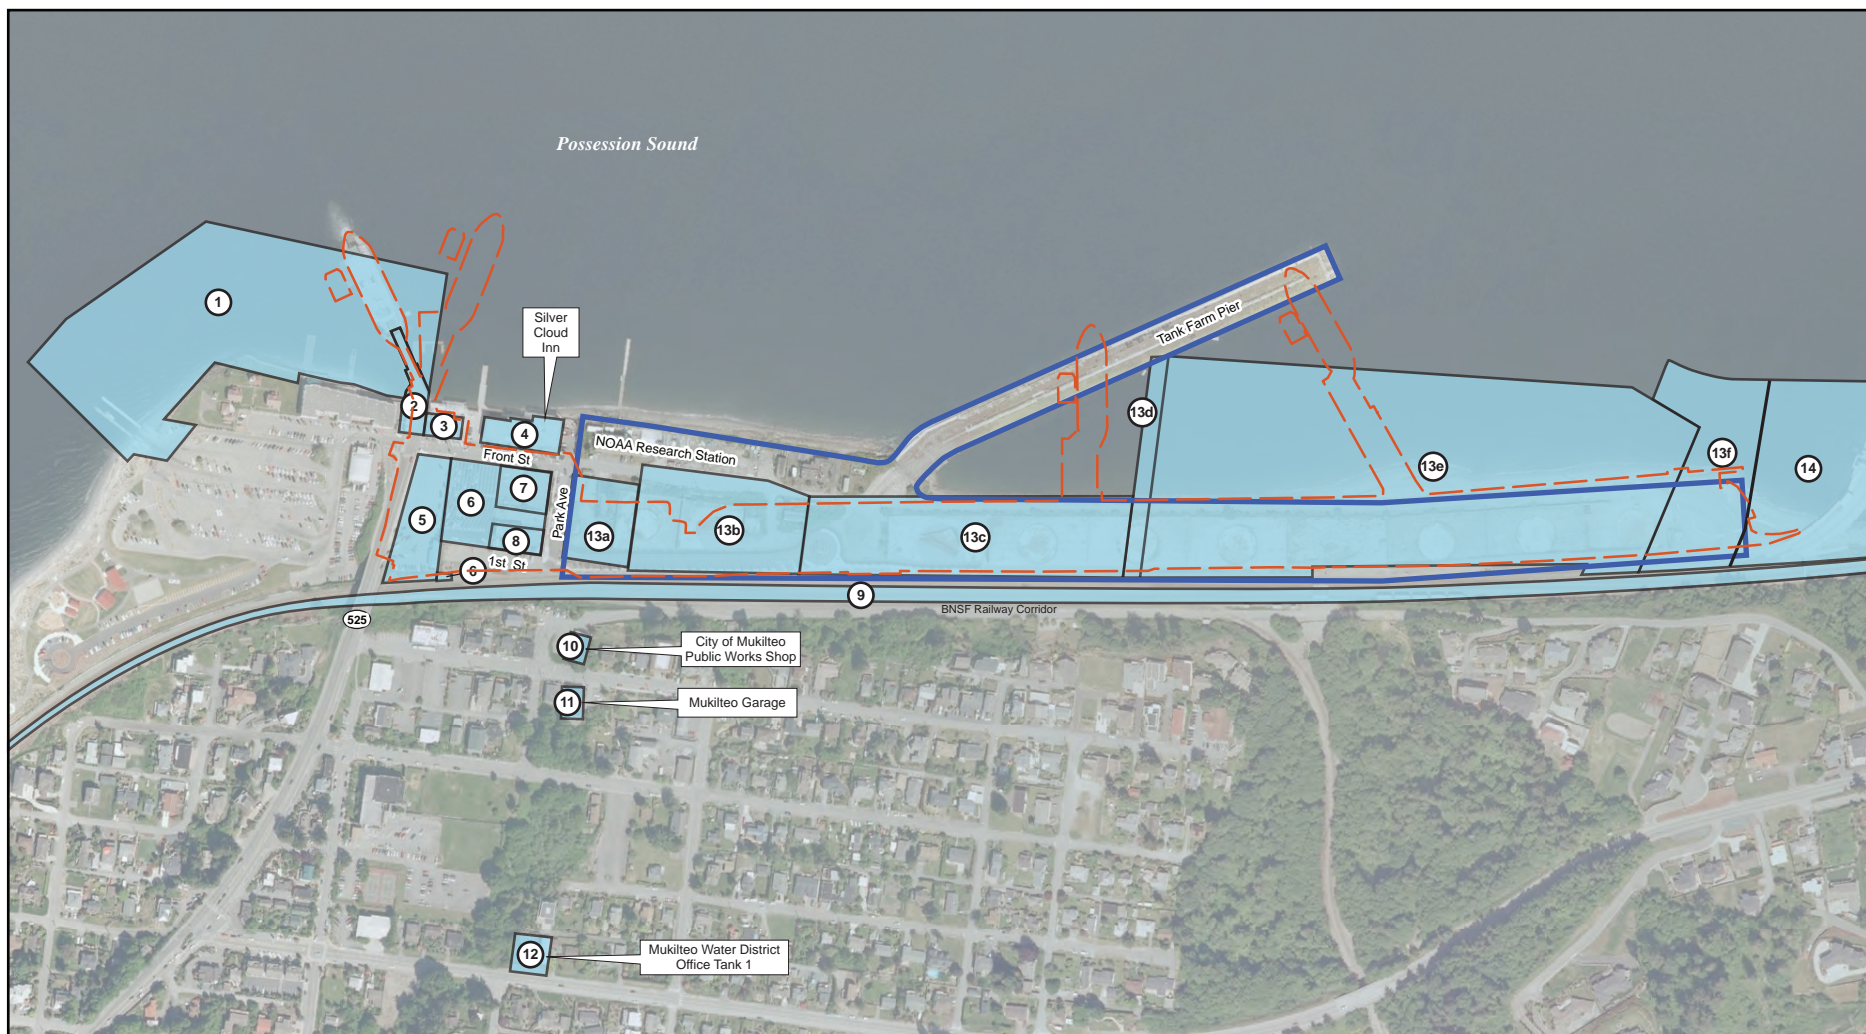 Possession Sound
1
Silver
Cloud
Inn
Tank Farm Pier
2
3
4
13d
NOAA Research Station
Front St
13f
13e
14
6
7
5
Park Ave
13a
13b
13c
8
1st St
6
9
BNSF Railway Corridor
525
10
City of Mukilteo
Public Works Shop
11
Mukilteo Garage
12
Mukilteo Water District
Office Tank 1